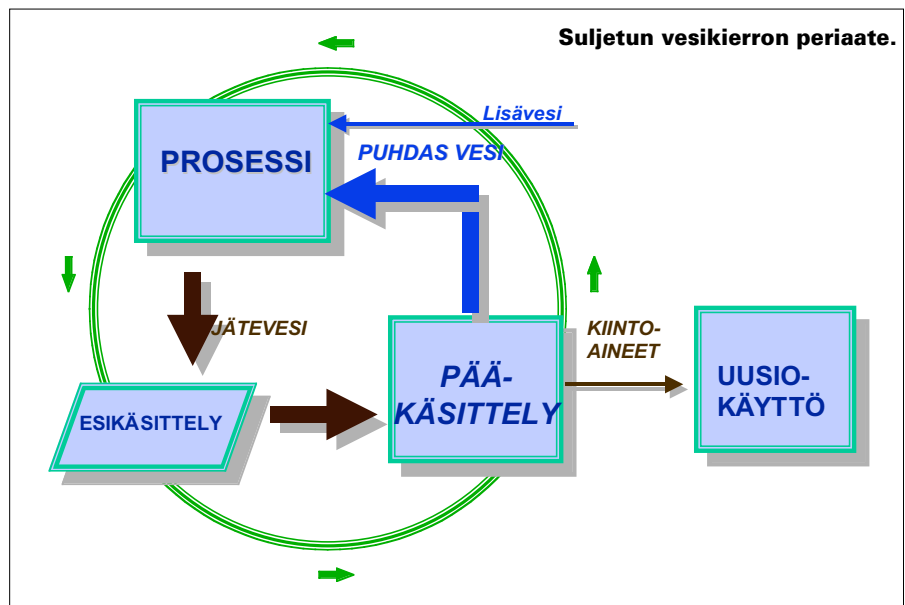 Suljetun vesikierron periaate.
Lisävesi
PUHDAS VESI
PROSESSI
JÄTEVESI
ESIKÄSITTELY
PÄÄ-
KÄSITTELY
KIINTO-
AINEET
UUSIO-
KÄYTTÖ